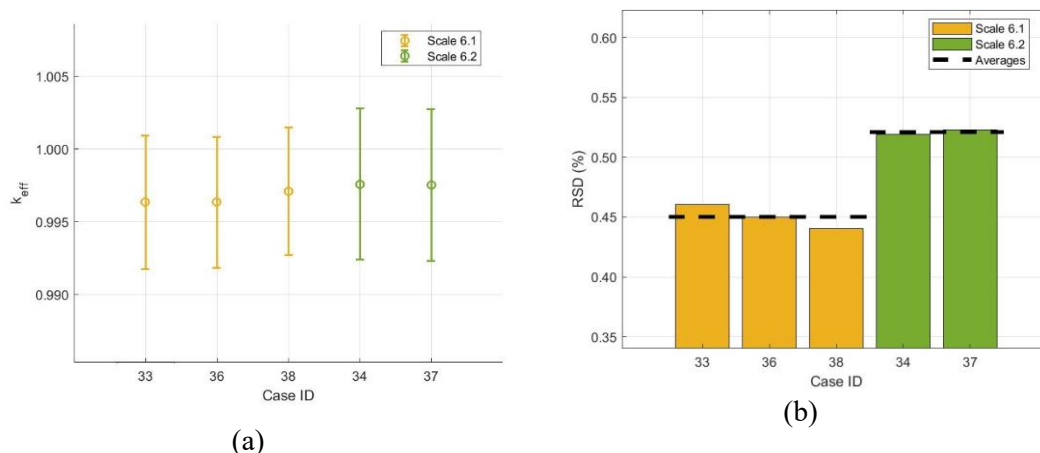 k_eff
1.005
1.000
0.995
0.990
33 36 38 34 37
Case ID
Scale 6.1
Scale 6.2
(a)
RSD (%)
0.60
0.55
0.50
0.45
0.40
0.35
33 36 38 34 37
Case ID
Scale 6.1
Scale 6.2
Averages
(b)